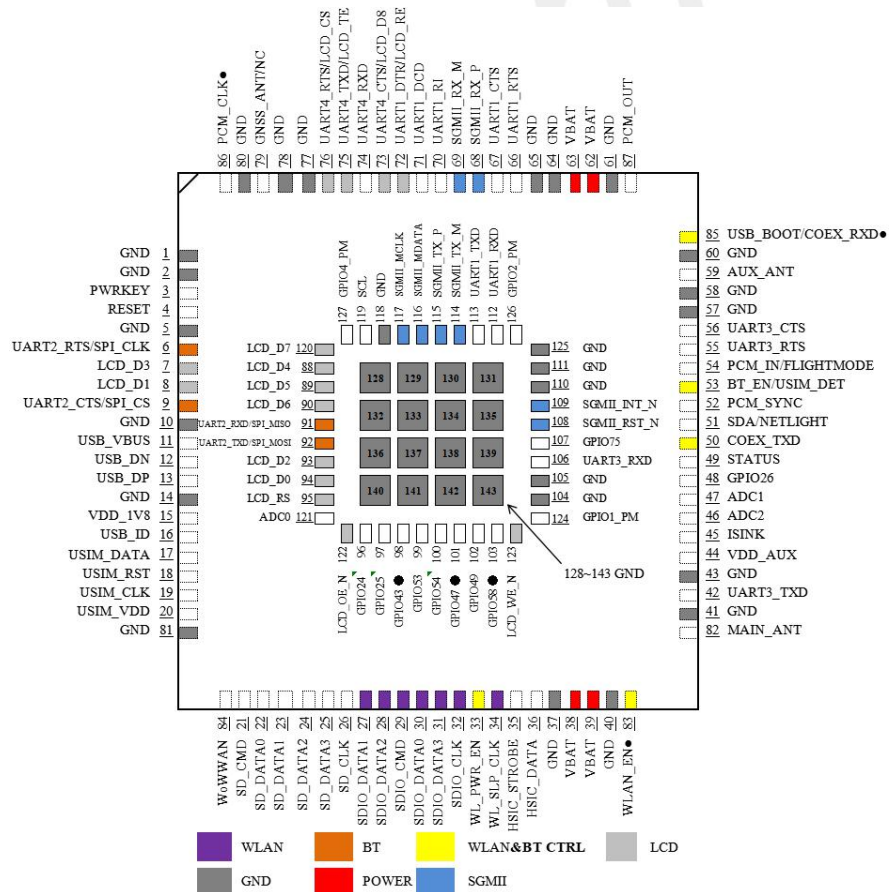 86 PCM_CLK●
80 GND
79 GNSS_ANT/NC
78 GND
77 GND
76 UART4_RTS/LCD_CS
75 UART4_TXD/LCD_TE
74 UART4_RXD
73 UART4_CTS/LCD_D8
72 UART1_DTR/LCD_RE
71 UART1_DCD
70 UART1_RI
69 SGMII_RX_M
68 SGMII_RX_P
67 UART1_CTS
66 UART1_RTS
65 GND
64 GND
63 VBAT
62 VBAT
61 GND
87 PCM_OUT
GND 1
GND 2
PWRKEY 3
RESET 4
GND 5
UART2_RTS/SPI_CLK 6
LCD_D3 7
LCD_D1 8
UART2_CTS/SPI_CS 9
GND 10
USB_VBUS 11
USB_DN 12
USB_DP 13
GND 14
VDD_1V8 15
USB_ID 16
USIM_DATA 17
USIM_RST 18
USIM_CLK 19
USIM_VDD 20
GND 81
127 GPIO4_PM
119 SCL
118 GND
117 SGMII_MCLK
116 SGMII_MDATA
115 SGMII_TX_P
114 SGMII_TX_M
113 UART1_TXD
112 UART1_RXD
126 GPIO2_PM
LCD_D7 120
LCD_D4 88
LCD_D5 89
LCD_D6 90
UART2_RXD/SPI_MISO 91
UART2_TXD/SPI_MOSI 92
LCD_D2 93
LCD_D0 94
LCD_RS 95
ADC0 121
128 129 130 131
132 133 134 135
136 137 138 139
140 141 142 143
125 GND
111 GND
110 GND
109 SGMII_INT_N
108 SGMII_RST_N
107 GPIO75
106 UART3_RXD
105 GND
104 GND
124 GPIO1_PM
128~143 GND
LCD_OE_N 122
GPIO24 96
GPIO25 97
GPIO43● 98
GPIO53 99
GPIO54 100
GPIO47● 101
GPIO49 102
GPIO58● 103
LCD_WE_N 123
85 USB_BOOT/COEX_RXD●
60 GND
59 AUX_ANT
58 GND
57 GND
56 UART3_CTS
55 UART3_RTS
54 PCM_IN/FLIGHTMODE
53 BT_EN/USIM_DET
52 PCM_SYNC
51 SDA/NETLIGHT
50 COEX_TXD
49 STATUS
48 GPIO26
47 ADC1
46 ADC2
45 ISINK
44 VDD_AUX
43 GND
42 UART3_TXD
41 GND
82 MAIN_ANT
WoWWAN 84
SD_CMD 21
SD_DATA0 22
SD_DATA1 23
SD_DATA2 24
SD_DATA3 25
SD_CLK 26
SDIO_DATA1 27
SDIO_DATA2 28
SDIO_CMD 29
SDIO_DATA0 30
SDIO_DATA3 31
SDIO_CLK 32
WL_PWR_EN 33
WL_SLP_CLK 34
HSIC_STROBE 35
HSIC_DATA 36
GND 37
VBAT 38
VBAT 39
GND 40
WLAN_EN● 83
WLAN BT WLAN&BT CTRL LCD
GND POWER SGMII